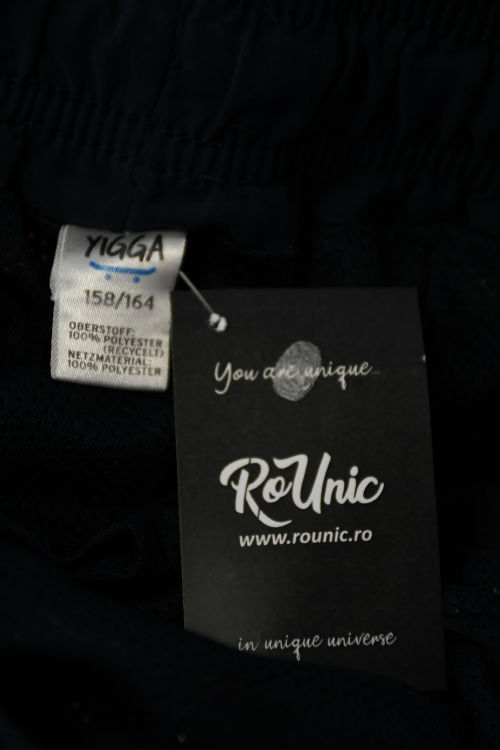 YIGGA
158/164
OBERSTOFF:
100% POLYESTER
(RECYCELT)
NETZMATERIAL:
100% POLYESTER
You are unique...
RoUnic
www.rounic.ro
in unique universe